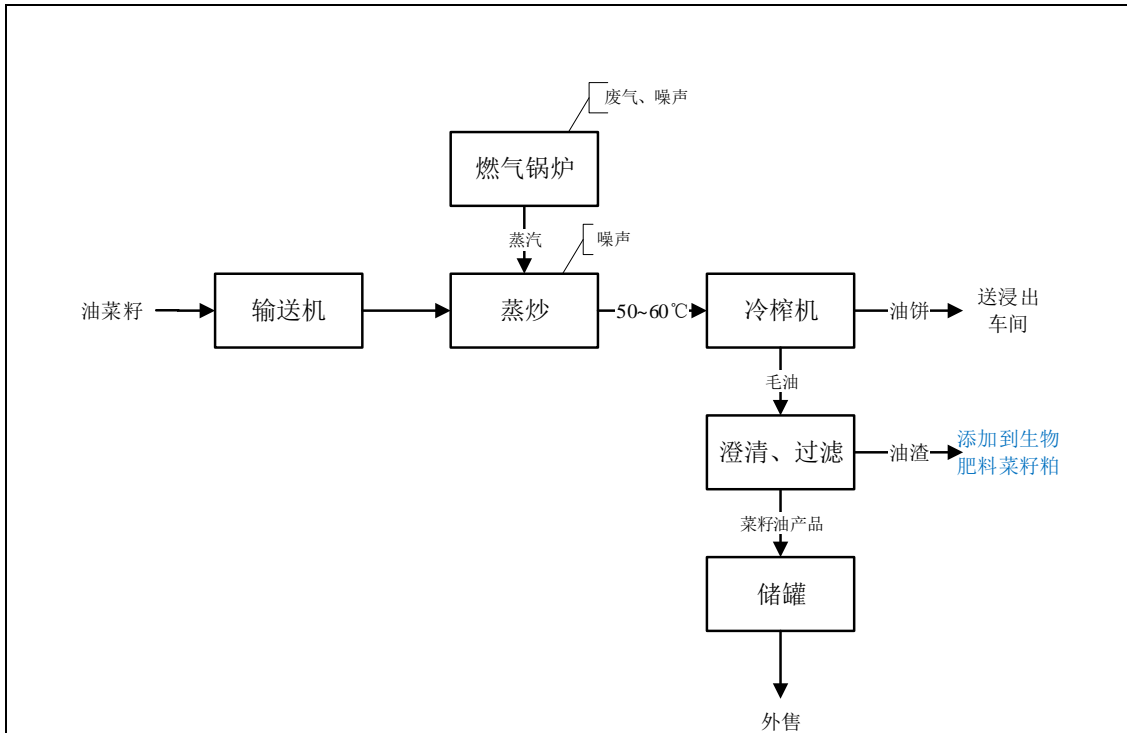 废气、噪声
燃气锅炉
蒸汽
噪声
油菜籽
输送机
蒸炒
50~60℃
冷榨机
油饼
送浸出
车间
毛油
澄清、过滤
油渣
添加到生物
肥料菜籽粕
菜籽油产品
储罐
外售